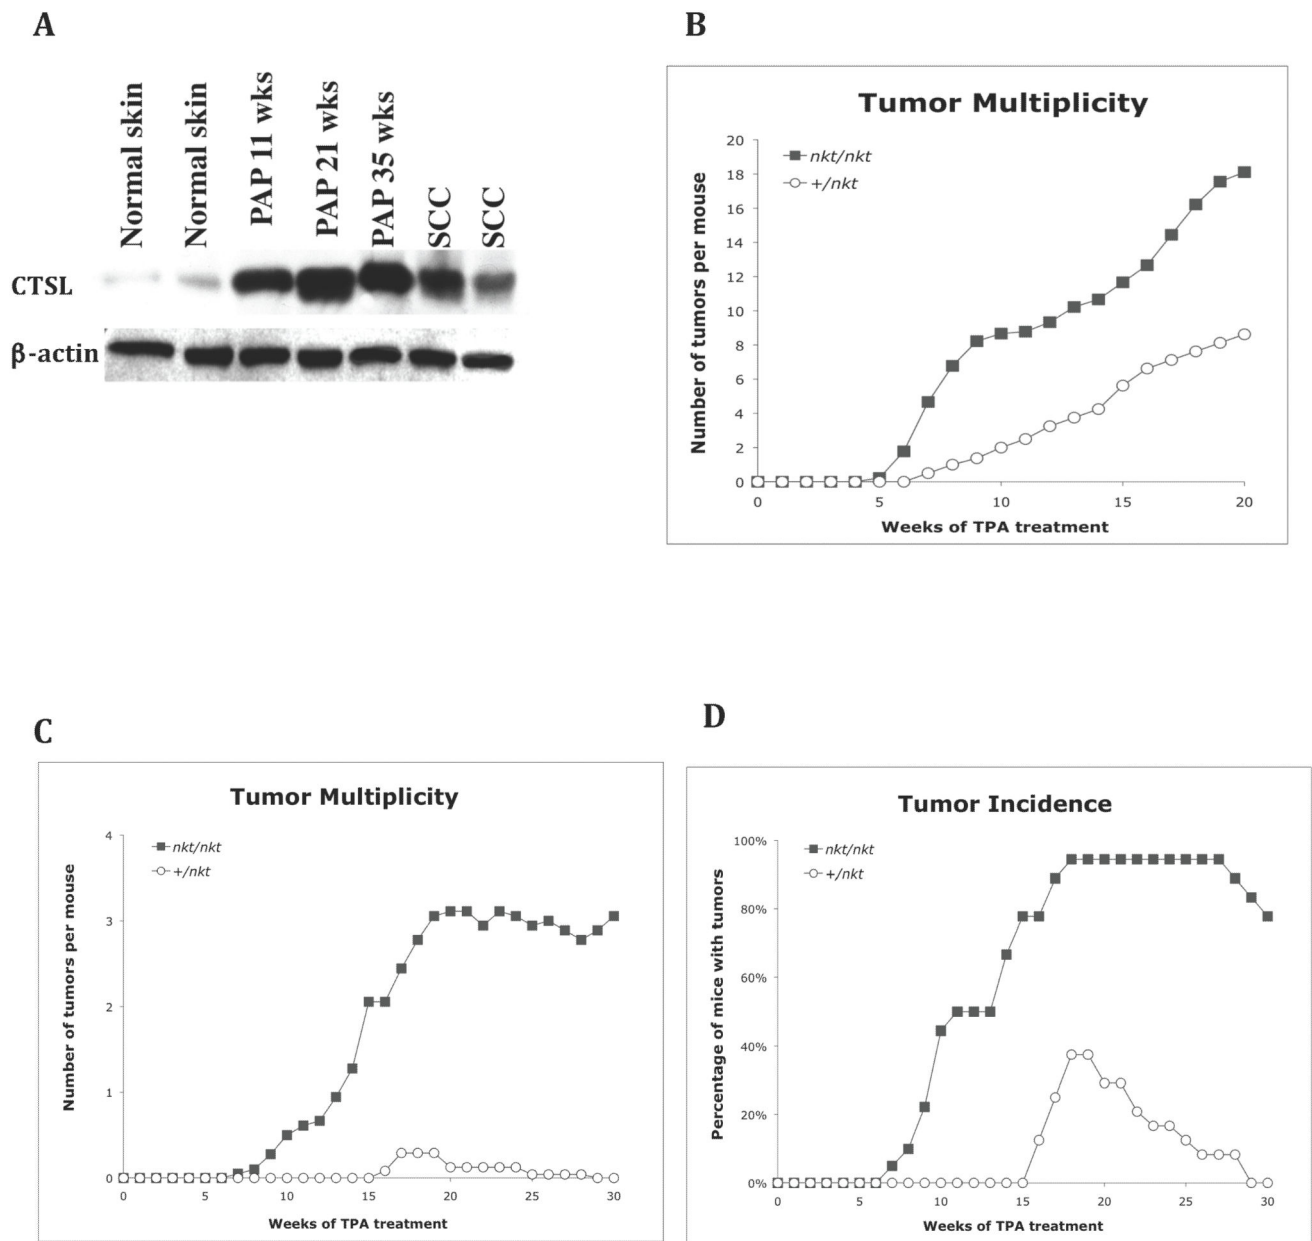 A
Normal skin
Normal skin
PAP 11 wks
PAP 21 wks
PAP 35 wks
SCC
SCC
CTSL
β-actin
B
Tumor Multiplicity
nkt/nkt
+/nkt
Number of tumors per mouse
20
18
16
14
12
10
8
6
4
2
0
0 5 10 15 20
Weeks of TPA treatment
C
Tumor Multiplicity
nkt/nkt
+/nkt
Number of tumors per mouse
4
3
2
1
0
0 5 10 15 20 25 30
Weeks of TPA treatment
D
Tumor Incidence
nkt/nkt
+/nkt
Percentage of mice with tumors
100%
80%
60%
40%
20%
0%
0 5 10 15 20 25 30
Weeks of TPA treatment